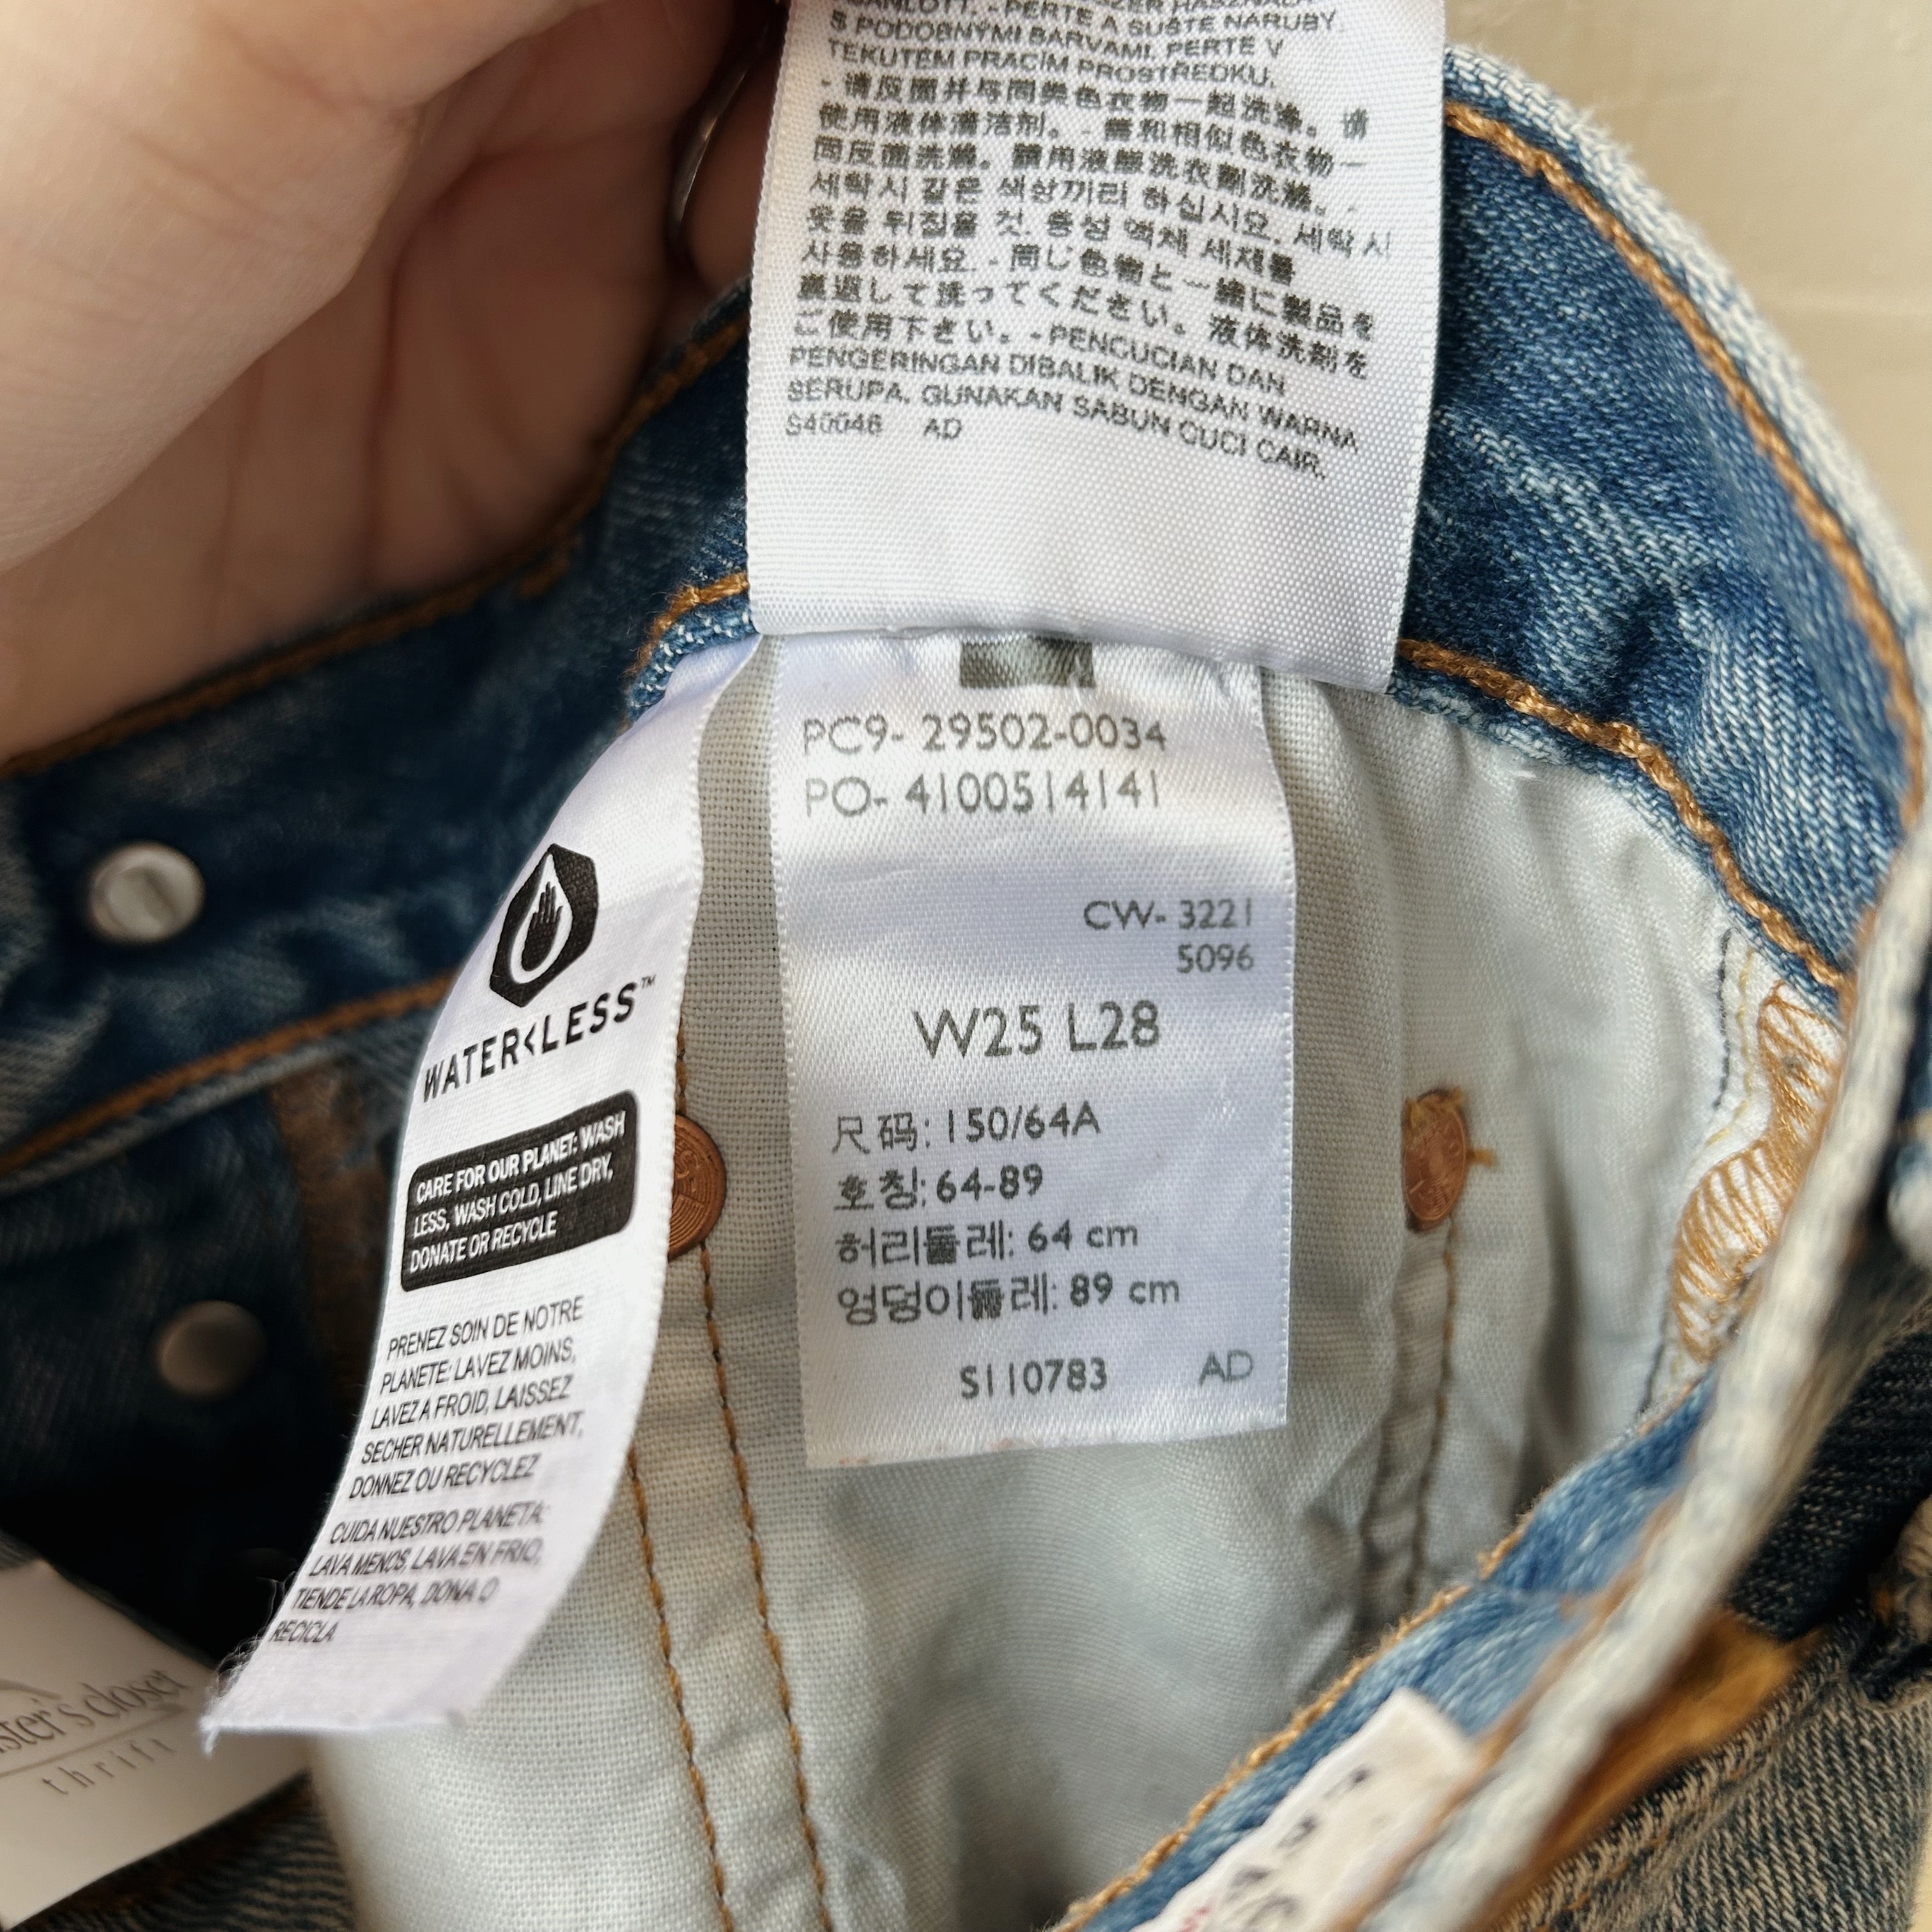 S PODOBNÝMI BARVAMI. PERTE V
TEKUTÉM PRACÍM PROSTŘEDKU.
- 请反面并与同类色衣物一起洗涤。请
使用液体清洁剂。 - 請和相似色衣物一
同反面洗滌。請用液態洗衣劑洗滌。 -
세탁시 같은 색상끼리 하십시요. 세탁 시
옷을 뒤집을 것. 중성 액체 세제를
사용하세요. - 同じ色物と一緒に製品を
裏返して洗ってください。 液体洗剤を
ご使用下さい。 - PENCUCIAN DAN
PENGERINGAN DIBALIK DENGAN WARNA
SERUPA. GUNAKAN SABUN CUCI CAIR.
S40046 AD
PC9- 29502-0034
PO- 4100514141
CW- 3221
5096
W25 L28
尺码: 150/64A
호칭: 64-89
허리둘레: 64 cm
엉덩이둘레: 89 cm
S110783 AD
WATER<LESS™
CARE FOR OUR PLANET: WASH
LESS, WASH COLD, LINE DRY,
DONATE OR RECYCLE
PRENEZ SOIN DE NOTRE
PLANETE: LAVEZ MOINS,
LAVEZ A FROID, LAISSEZ
SECHER NATURELLEMENT,
DONNEZ OU RECYCLEZ
CUIDA NUESTRO PLANETA:
LAVA MENOS, LAVA EN FRIO,
TIENDE LA ROPA, DONA O
RECICLA
closet
thrift